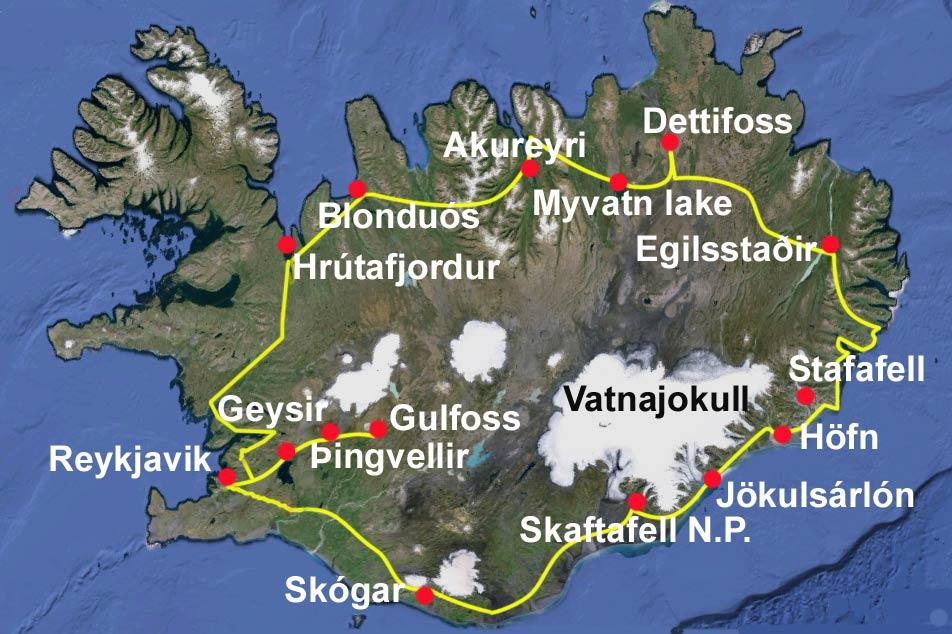 Dettifoss
Akureyri
Myvatn lake
Blonduós
Egilsstaðir
Hrútafjordur
Stafafell
Vatnajokull
Geysir
Gulfoss
Höfn
Reykjavik
Þingvellir
Jökulsárlón
Skaftafell N.P.
Skógar